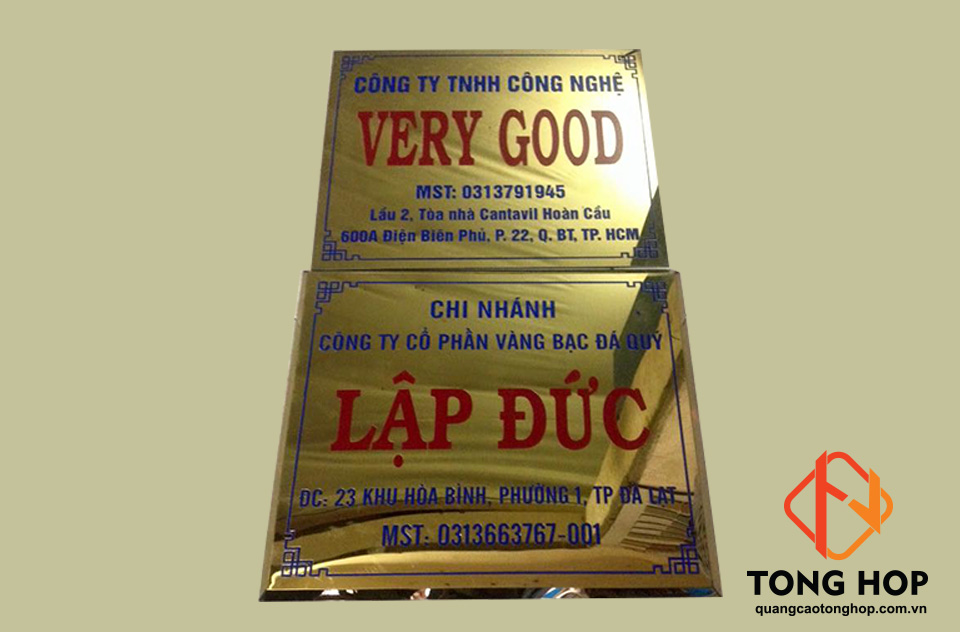 CÔNG TY TNHH CÔNG NGHỆ
VERY GOOD
MST: 0313791945
Lầu 2, Tòa nhà Cantavil Hoàn Cầu
600A Điện Biên Phủ, P. 22, Q. BT, TP. HCM
CHI NHÁNH
CÔNG TY CỔ PHẦN VÀNG BẠC ĐÁ QUÝ
LẬP ĐỨC
ĐC: 23 KHU HÒA BÌNH, PHƯỜNG 1, TP ĐÀ LẠT.
MST: 0313663767-001
TONG HOP
quangcaotonghop.com.vn